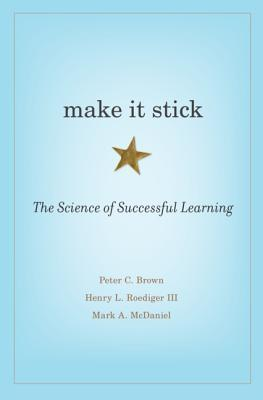 make it stick
The Science of Successful Learning
Peter C. Brown
Henry L. Roediger III
Mark A. McDaniel